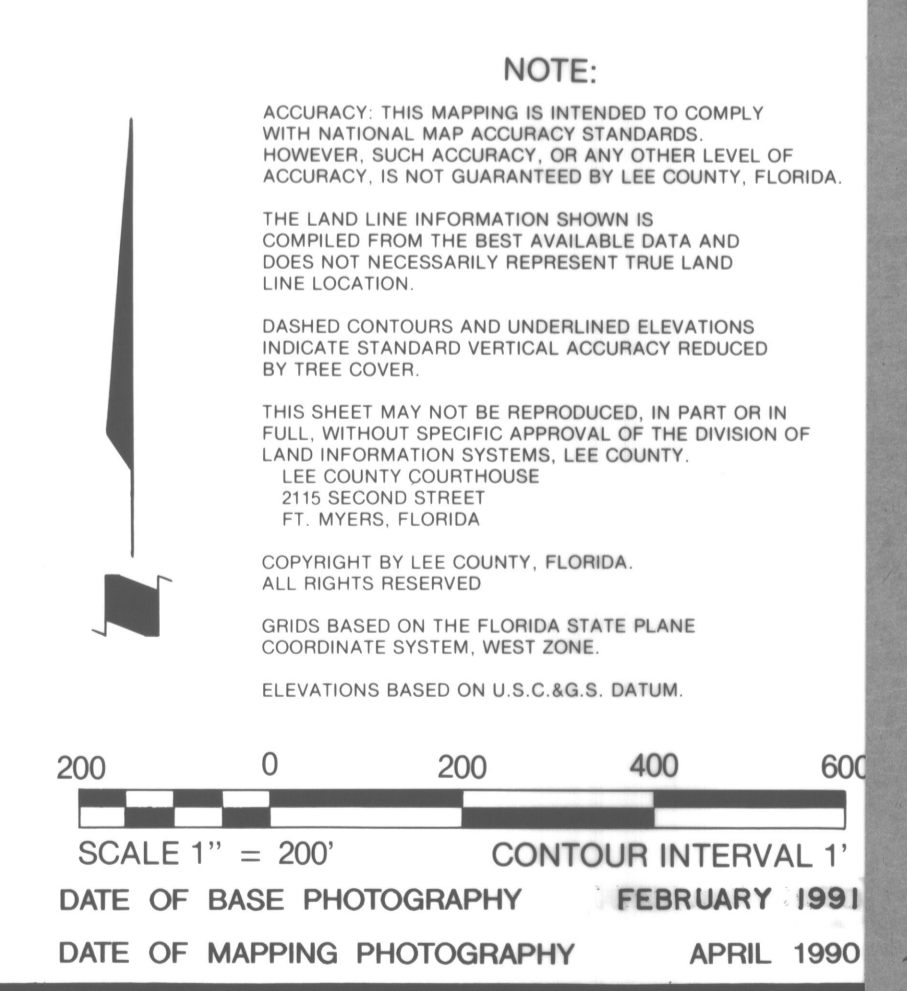 NOTE:
ACCURACY: THIS MAPPING IS INTENDED TO COMPLY
WITH NATIONAL MAP ACCURACY STANDARDS.
HOWEVER, SUCH ACCURACY, OR ANY OTHER LEVEL OF
ACCURACY, IS NOT GUARANTEED BY LEE COUNTY, FLORIDA.
THE LAND LINE INFORMATION SHOWN IS
COMPILED FROM THE BEST AVAILABLE DATA AND
DOES NOT NECESSARILY REPRESENT TRUE LAND
LINE LOCATION.
DASHED CONTOURS AND UNDERLINED ELEVATIONS
INDICATE STANDARD VERTICAL ACCURACY REDUCED
BY TREE COVER.
THIS SHEET MAY NOT BE REPRODUCED, IN PART OR IN
FULL, WITHOUT SPECIFIC APPROVAL OF THE DIVISION OF
LAND INFORMATION SYSTEMS, LEE COUNTY.
LEE COUNTY COURTHOUSE
2115 SECOND STREET
FT. MYERS, FLORIDA
COPYRIGHT BY LEE COUNTY, FLORIDA.
ALL RIGHTS RESERVED
GRIDS BASED ON THE FLORIDA STATE PLANE
COORDINATE SYSTEM, WEST ZONE.
ELEVATIONS BASED ON U.S.C.&G.S. DATUM.
N
200 0 200 400 600
SCALE 1" = 200' CONTOUR INTERVAL 1'
DATE OF BASE PHOTOGRAPHY FEBRUARY 1991
DATE OF MAPPING PHOTOGRAPHY APRIL 1990